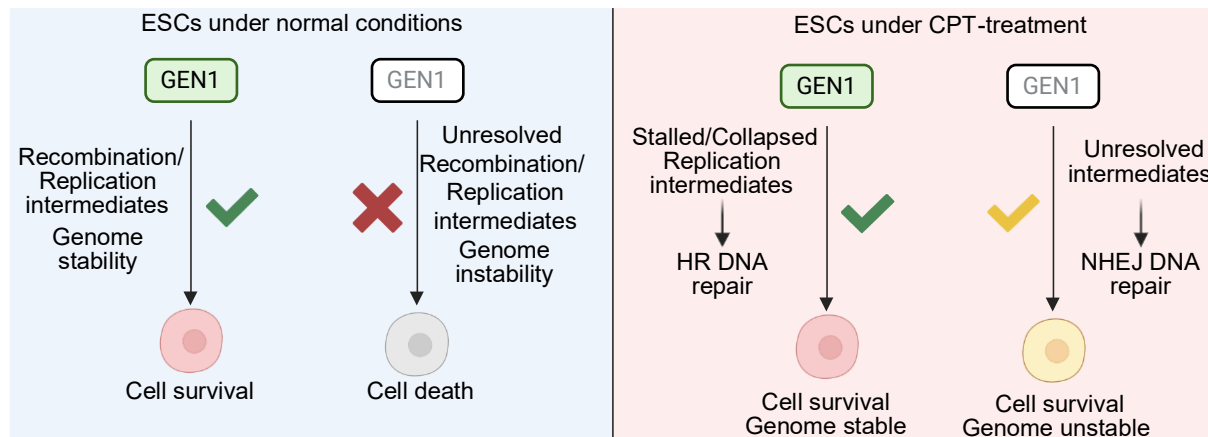 ESCs under normal conditions
GEN1
Recombination/
Replication
intermediates
Genome
stability
Cell survival
GEN1
Unresolved
Recombination/
Replication
intermediates
Genome
instability
Cell death
ESCs under CPT-treatment
GEN1
Stalled/Collapsed
Replication
intermediates
HR DNA
repair
Cell survival
Genome stable
GEN1
Unresolved
intermediates
NHEJ DNA
repair
Cell survival
Genome unstable